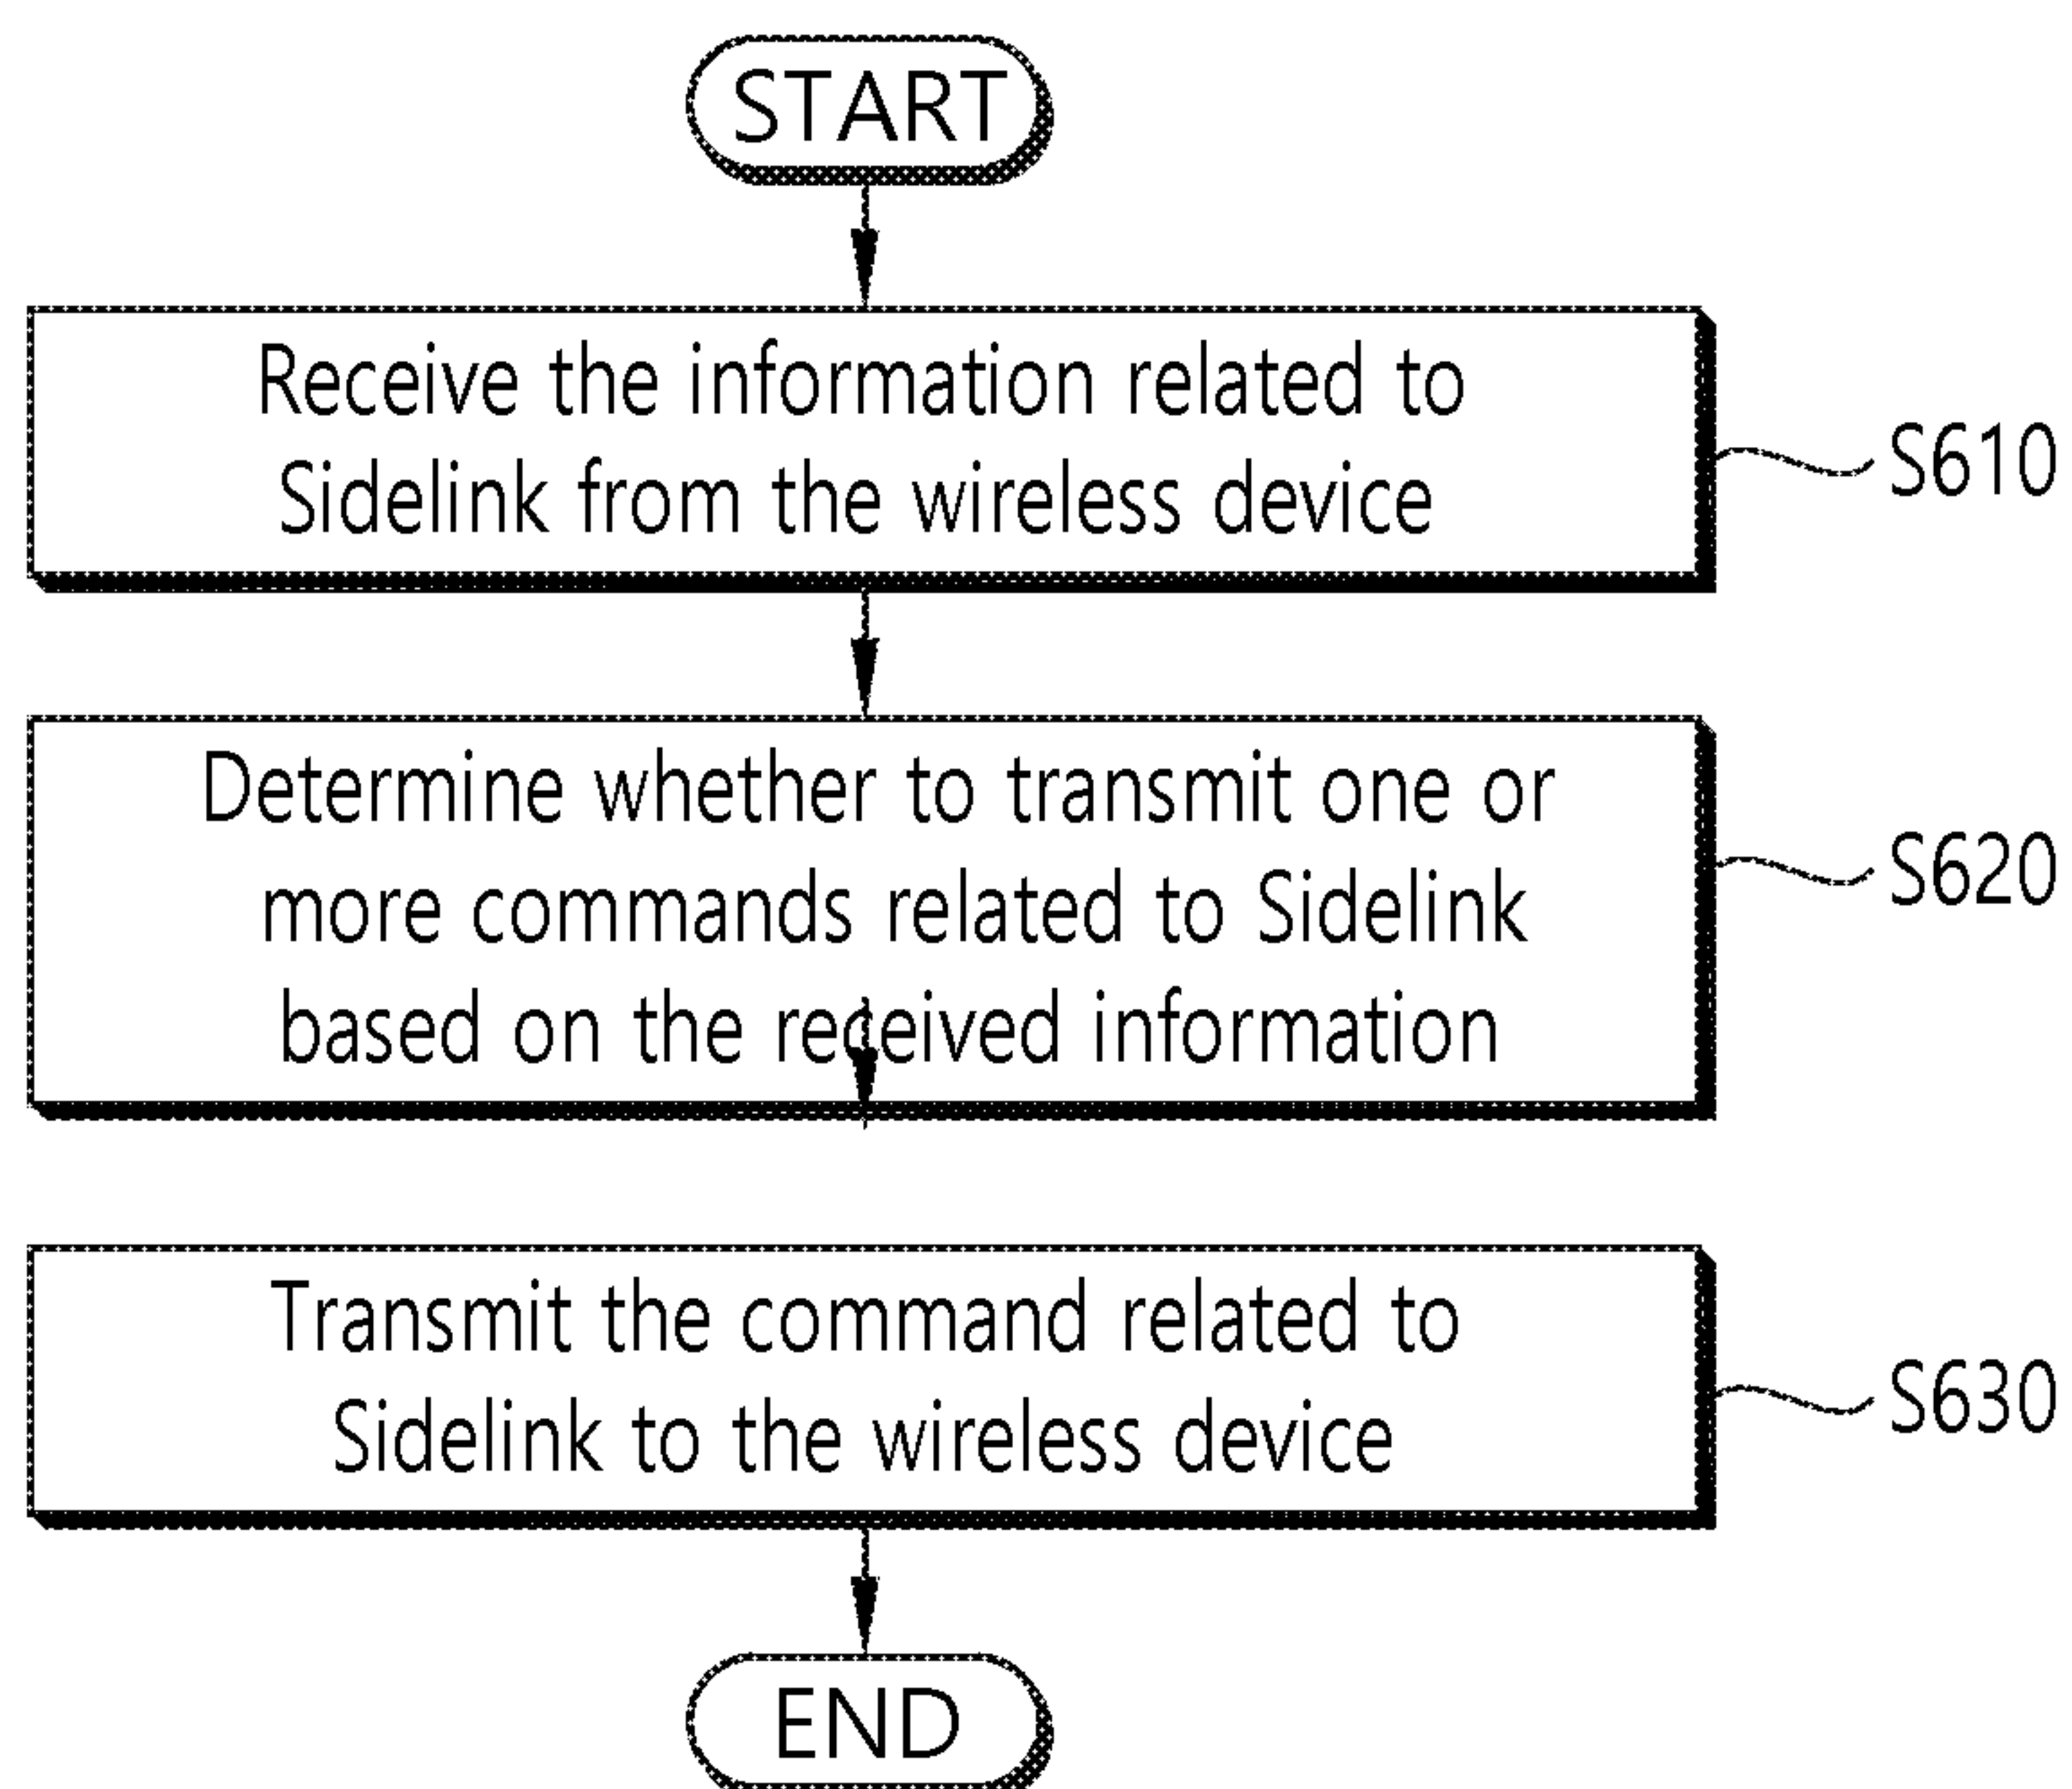 START
Receive the information related to
Sidelink from the wireless device
S610
Determine whether to transmit one or
more commands related to Sidelink
based on the received information
S620
Transmit the command related to
Sidelink to the wireless device
S630
END